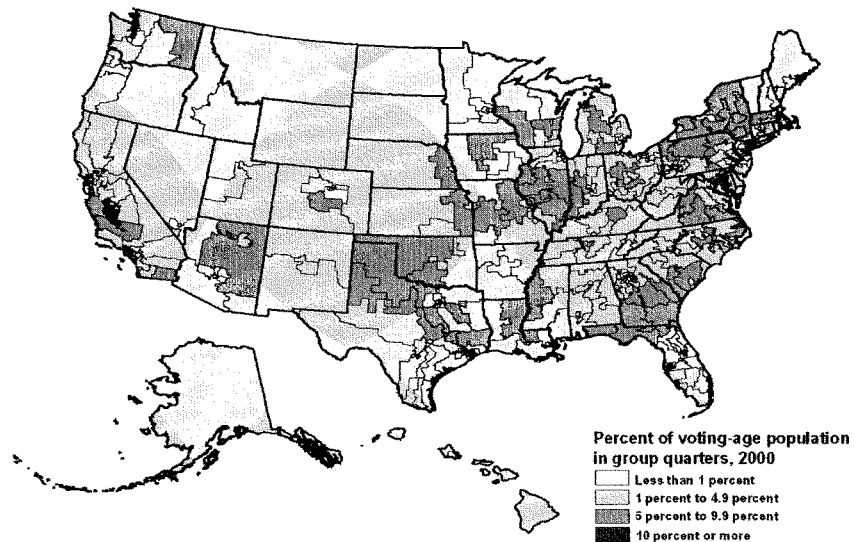 Percent of voting-age population
in group quarters, 2000
Less than 1 percent
1 percent to 4.9 percent
5 percent to 9.9 percent
10 percent or more